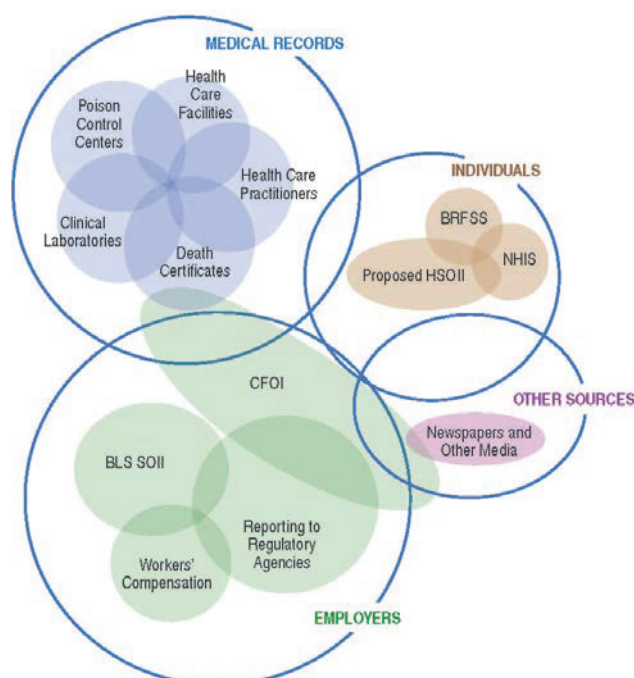 MEDICAL RECORDS
Health
Care
Facilities
Poison
Control
Centers
Health Care
Practitioners
Clinical
Laboratories
Death
Certificates
INDIVIDUALS
BRFSS
NHIS
Proposed HSOII
CFOI
OTHER SOURCES
Newspapers and
Other Media
BLS SOII
Reporting to
Regulatory
Agencies
Workers'
Compensation
EMPLOYERS